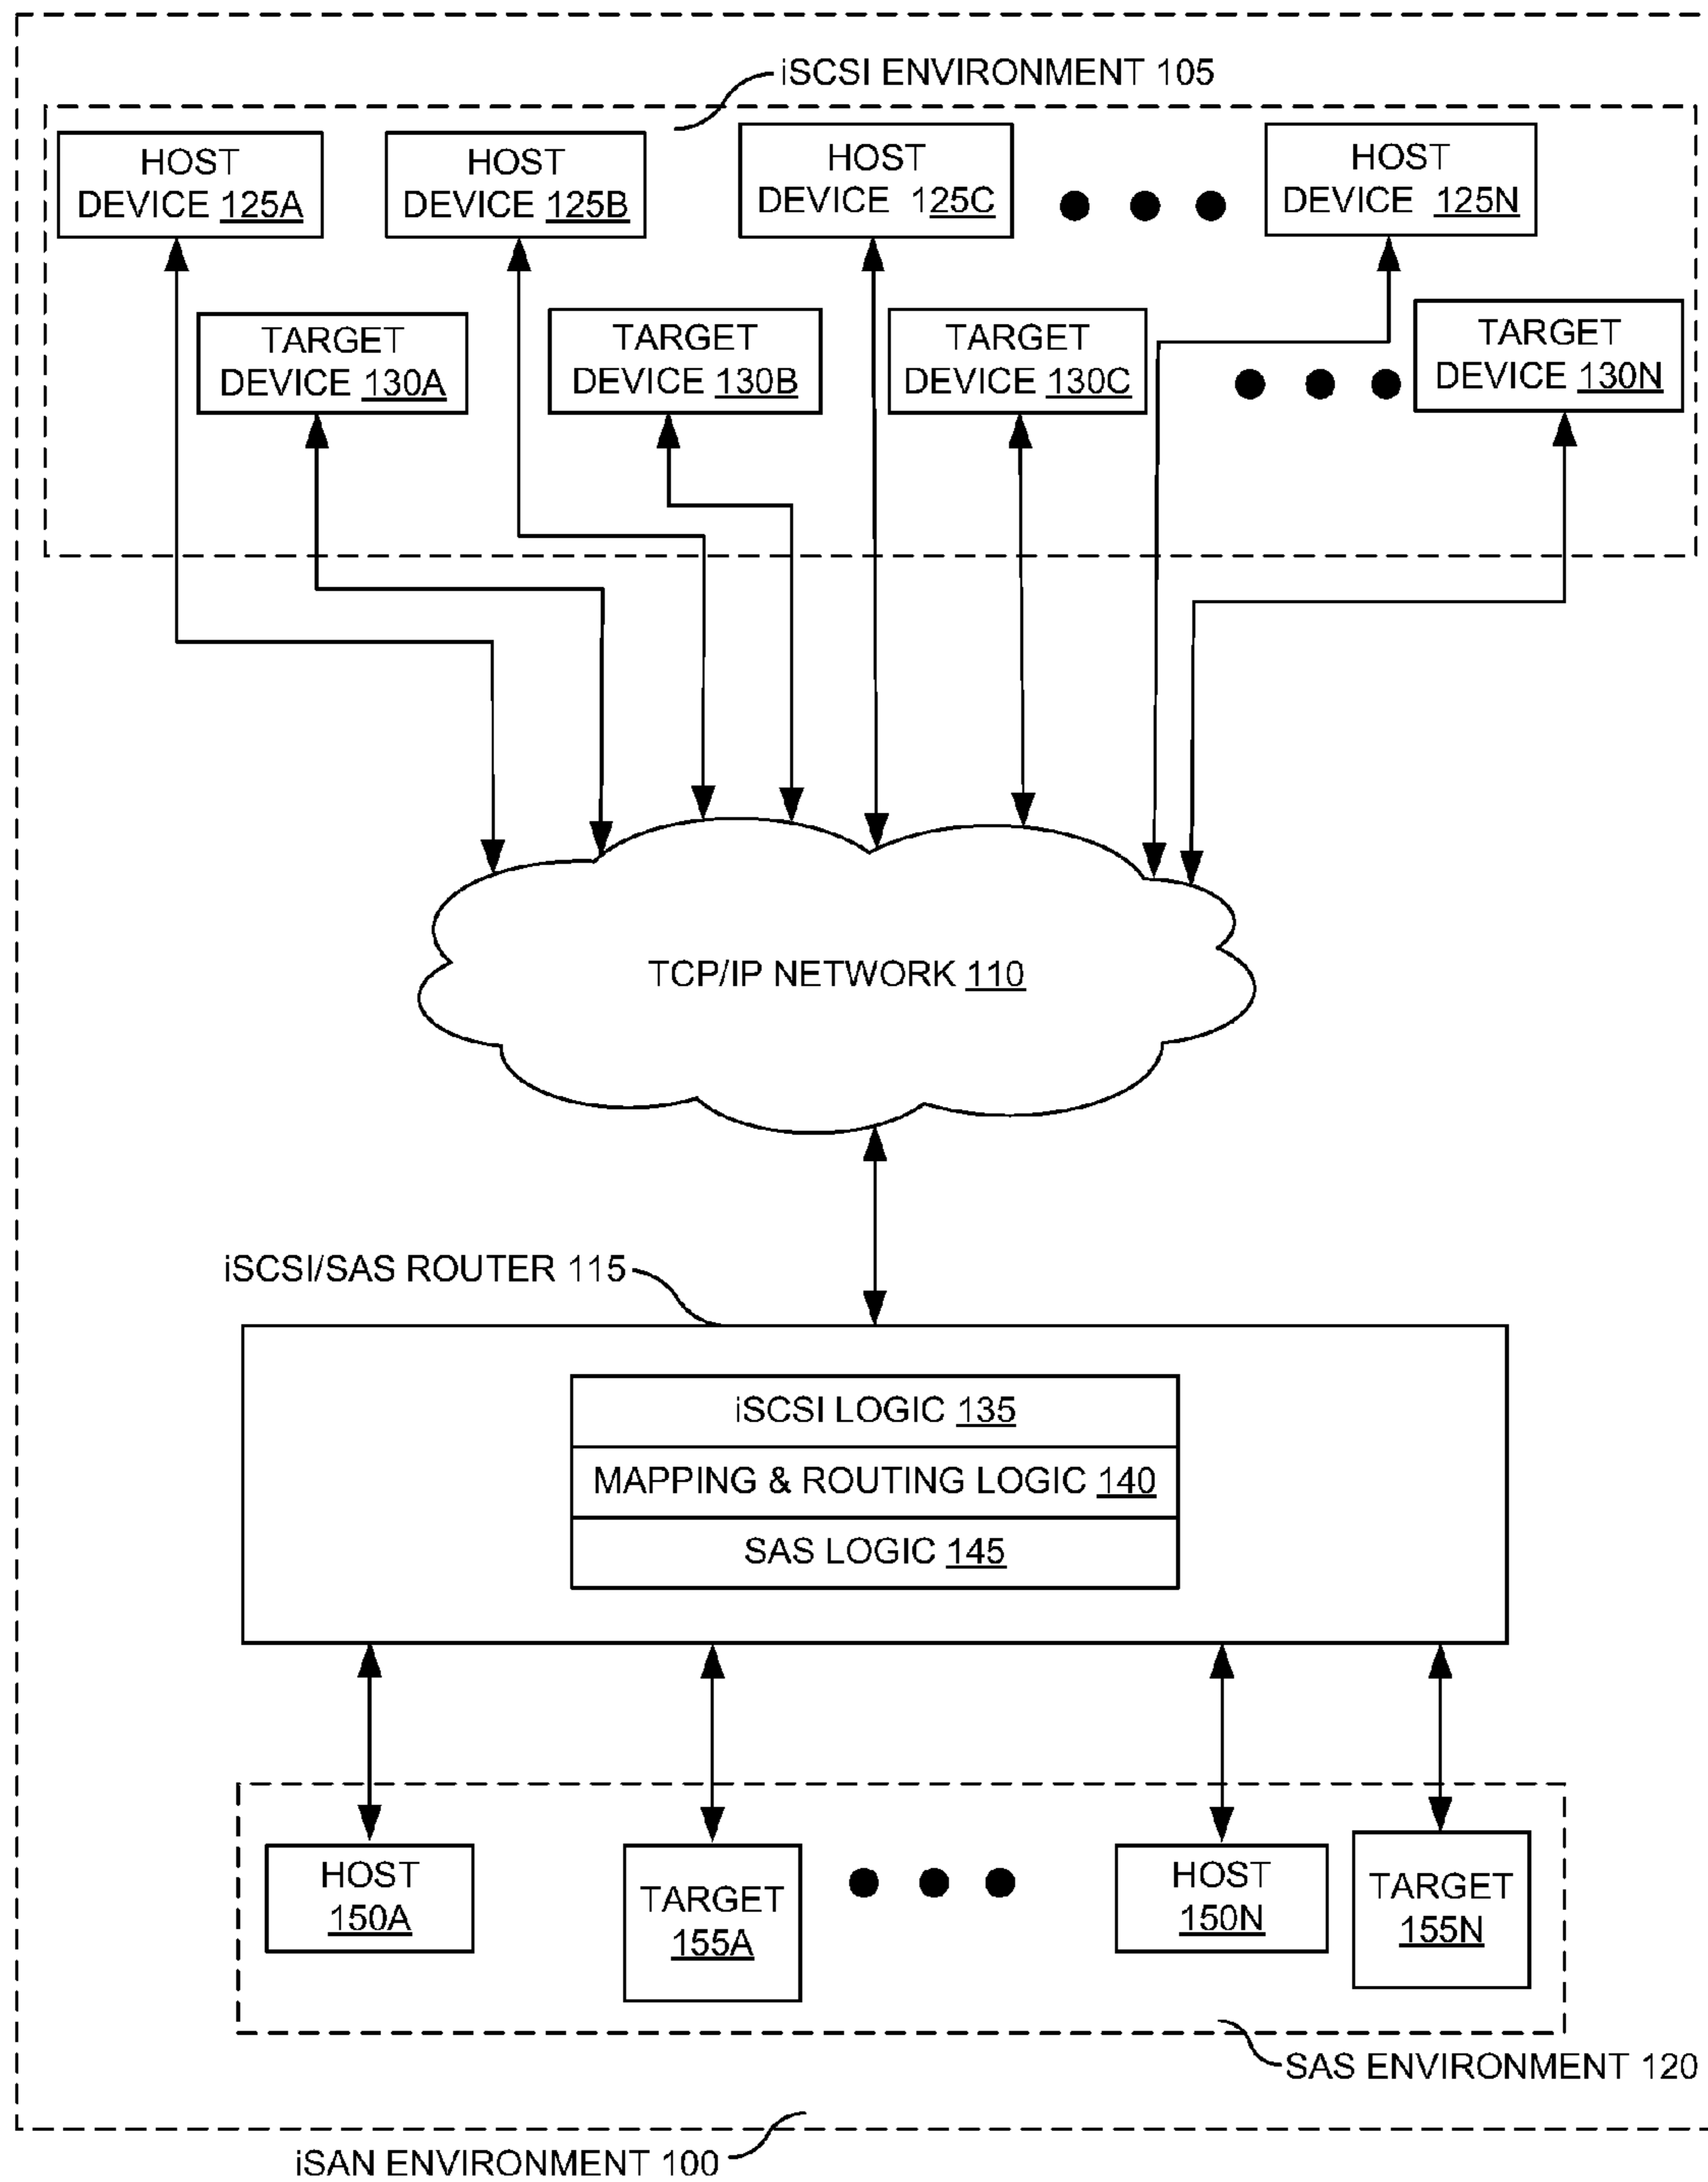 iSCSI ENVIRONMENT 105
HOST
DEVICE 125A
HOST
DEVICE 125B
HOST
DEVICE 125C
HOST
DEVICE 125N
TARGET
DEVICE 130A
TARGET
DEVICE 130B
TARGET
DEVICE 130C
TARGET
DEVICE 130N
TCP/IP NETWORK 110
iSCSI/SAS ROUTER 115
iSCSI LOGIC 135
MAPPING & ROUTING LOGIC 140
SAS LOGIC 145
HOST
150A
TARGET
155A
HOST
150N
TARGET
155N
SAS ENVIRONMENT 120
iSAN ENVIRONMENT 100